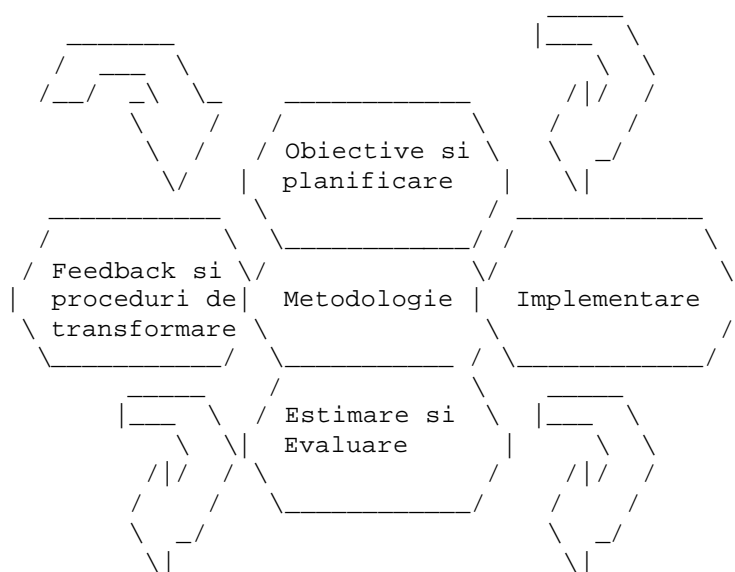 Obiective si
planificare
Feedback si
proceduri de
transformare
Metodologie
Implementare
Estimare si
Evaluare